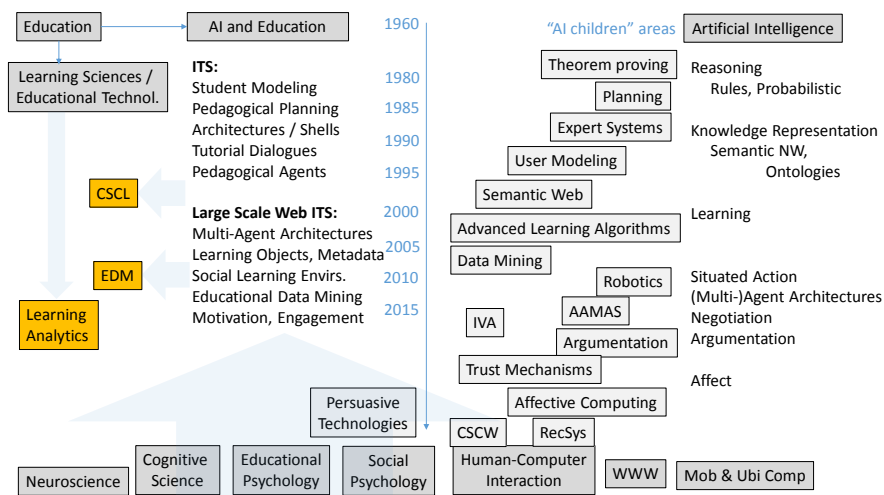 Education
AI and Education
1960
“AI children” areas
Artificial Intelligence
Learning Sciences /
Educational Technol.
ITS:
Student Modeling
Pedagogical Planning
Architectures / Shells
Tutorial Dialogues
Pedagogical Agents
1980
1985
1990
1995
Theorem proving
Planning
Expert Systems
User Modeling
Semantic Web
Advanced Learning Algorithms
Data Mining
Reasoning
Rules, Probabilistic
Knowledge Representation
Semantic NW,
Ontologies
Learning
CSCL
Large Scale Web ITS:
Multi-Agent Architectures
Learning Objects, Metadata
Social Learning Envirs.
Educational Data Mining
Motivation, Engagement
2000
2005
2010
2015
EDM
Learning
Analytics
Robotics
AAMAS
IVA
Argumentation
Trust Mechanisms
Affective Computing
CSCW
RecSys
Situated Action
(Multi-)Agent Architectures
Negotiation
Argumentation
Affect
Persuasive
Technologies
Neuroscience
Cognitive
Science
Educational
Psychology
Social
Psychology
Human-Computer
Interaction
WWW
Mob & Ubi Comp